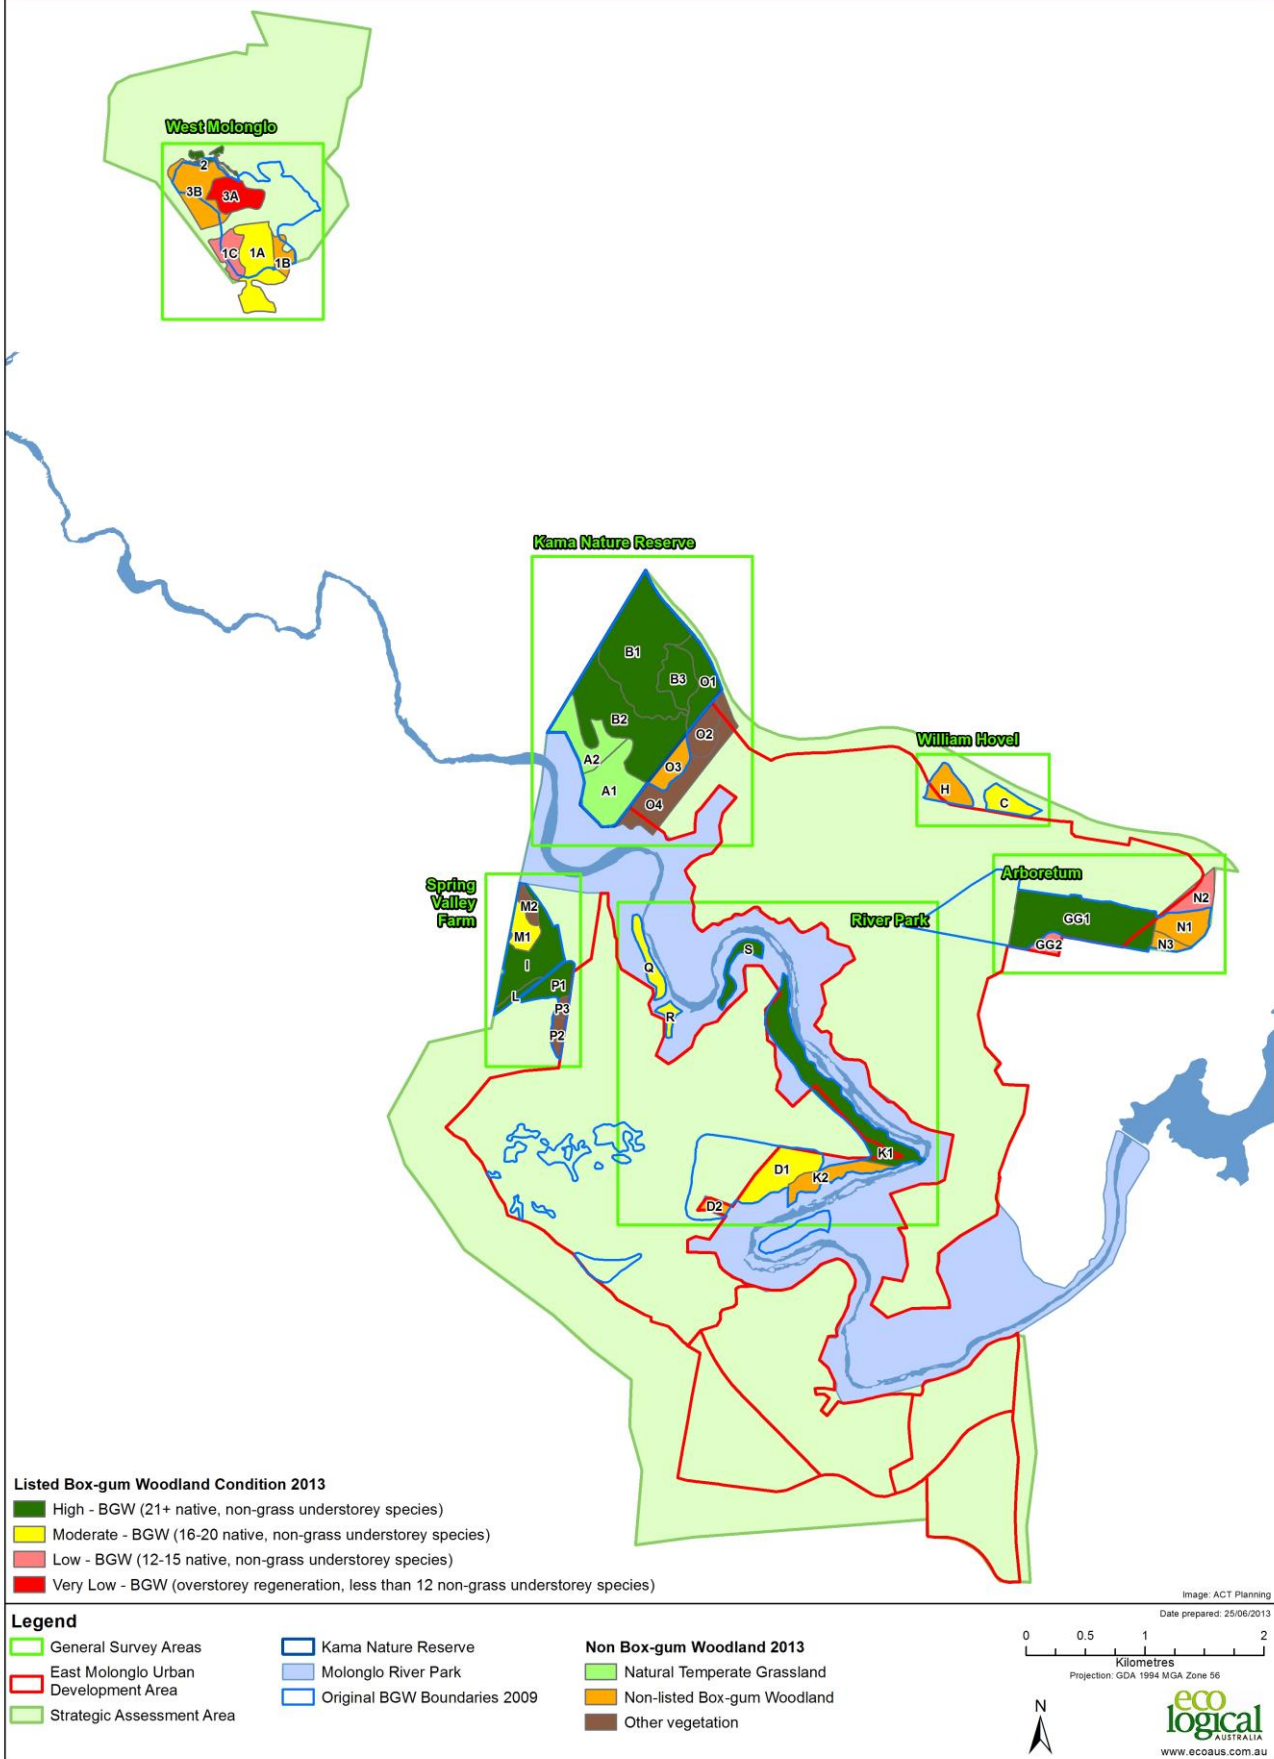 West Molonglo
2
3B
3A
1C
1A
1B
Kama Nature Reserve
B1
B3
O1
B2
O2
A2
O3
A1
O4
William Hovel
H
C
Spring
Valley
Farm
M2
M1
I
L
P1
P3
P2
River Park
Arboretum
N2
GG1
N1
GG2
N3
S
Q
R
K1
D1
K2
D2
Listed Box-gum Woodland Condition 2013
High - BGW (21+ native, non-grass understorey species)
Moderate - BGW (16-20 native, non-grass understorey species)
Low - BGW (12-15 native, non-grass understorey species)
Very Low - BGW (overstorey regeneration, less than 12 non-grass understorey species)
Image: ACT Planning
Date prepared: 25/06/2013
Legend
General Survey Areas
East Molonglo Urban
Development Area
Strategic Assessment Area
Kama Nature Reserve
Molonglo River Park
Original BGW Boundaries 2009
Non Box-gum Woodland 2013
Natural Temperate Grassland
Non-listed Box-gum Woodland
Other vegetation
0 0.5 1 2
Kilometres
Projection: GDA 1994 MGA Zone 56
N
eco
logical
AUSTRALIA
www.ecoaus.com.au